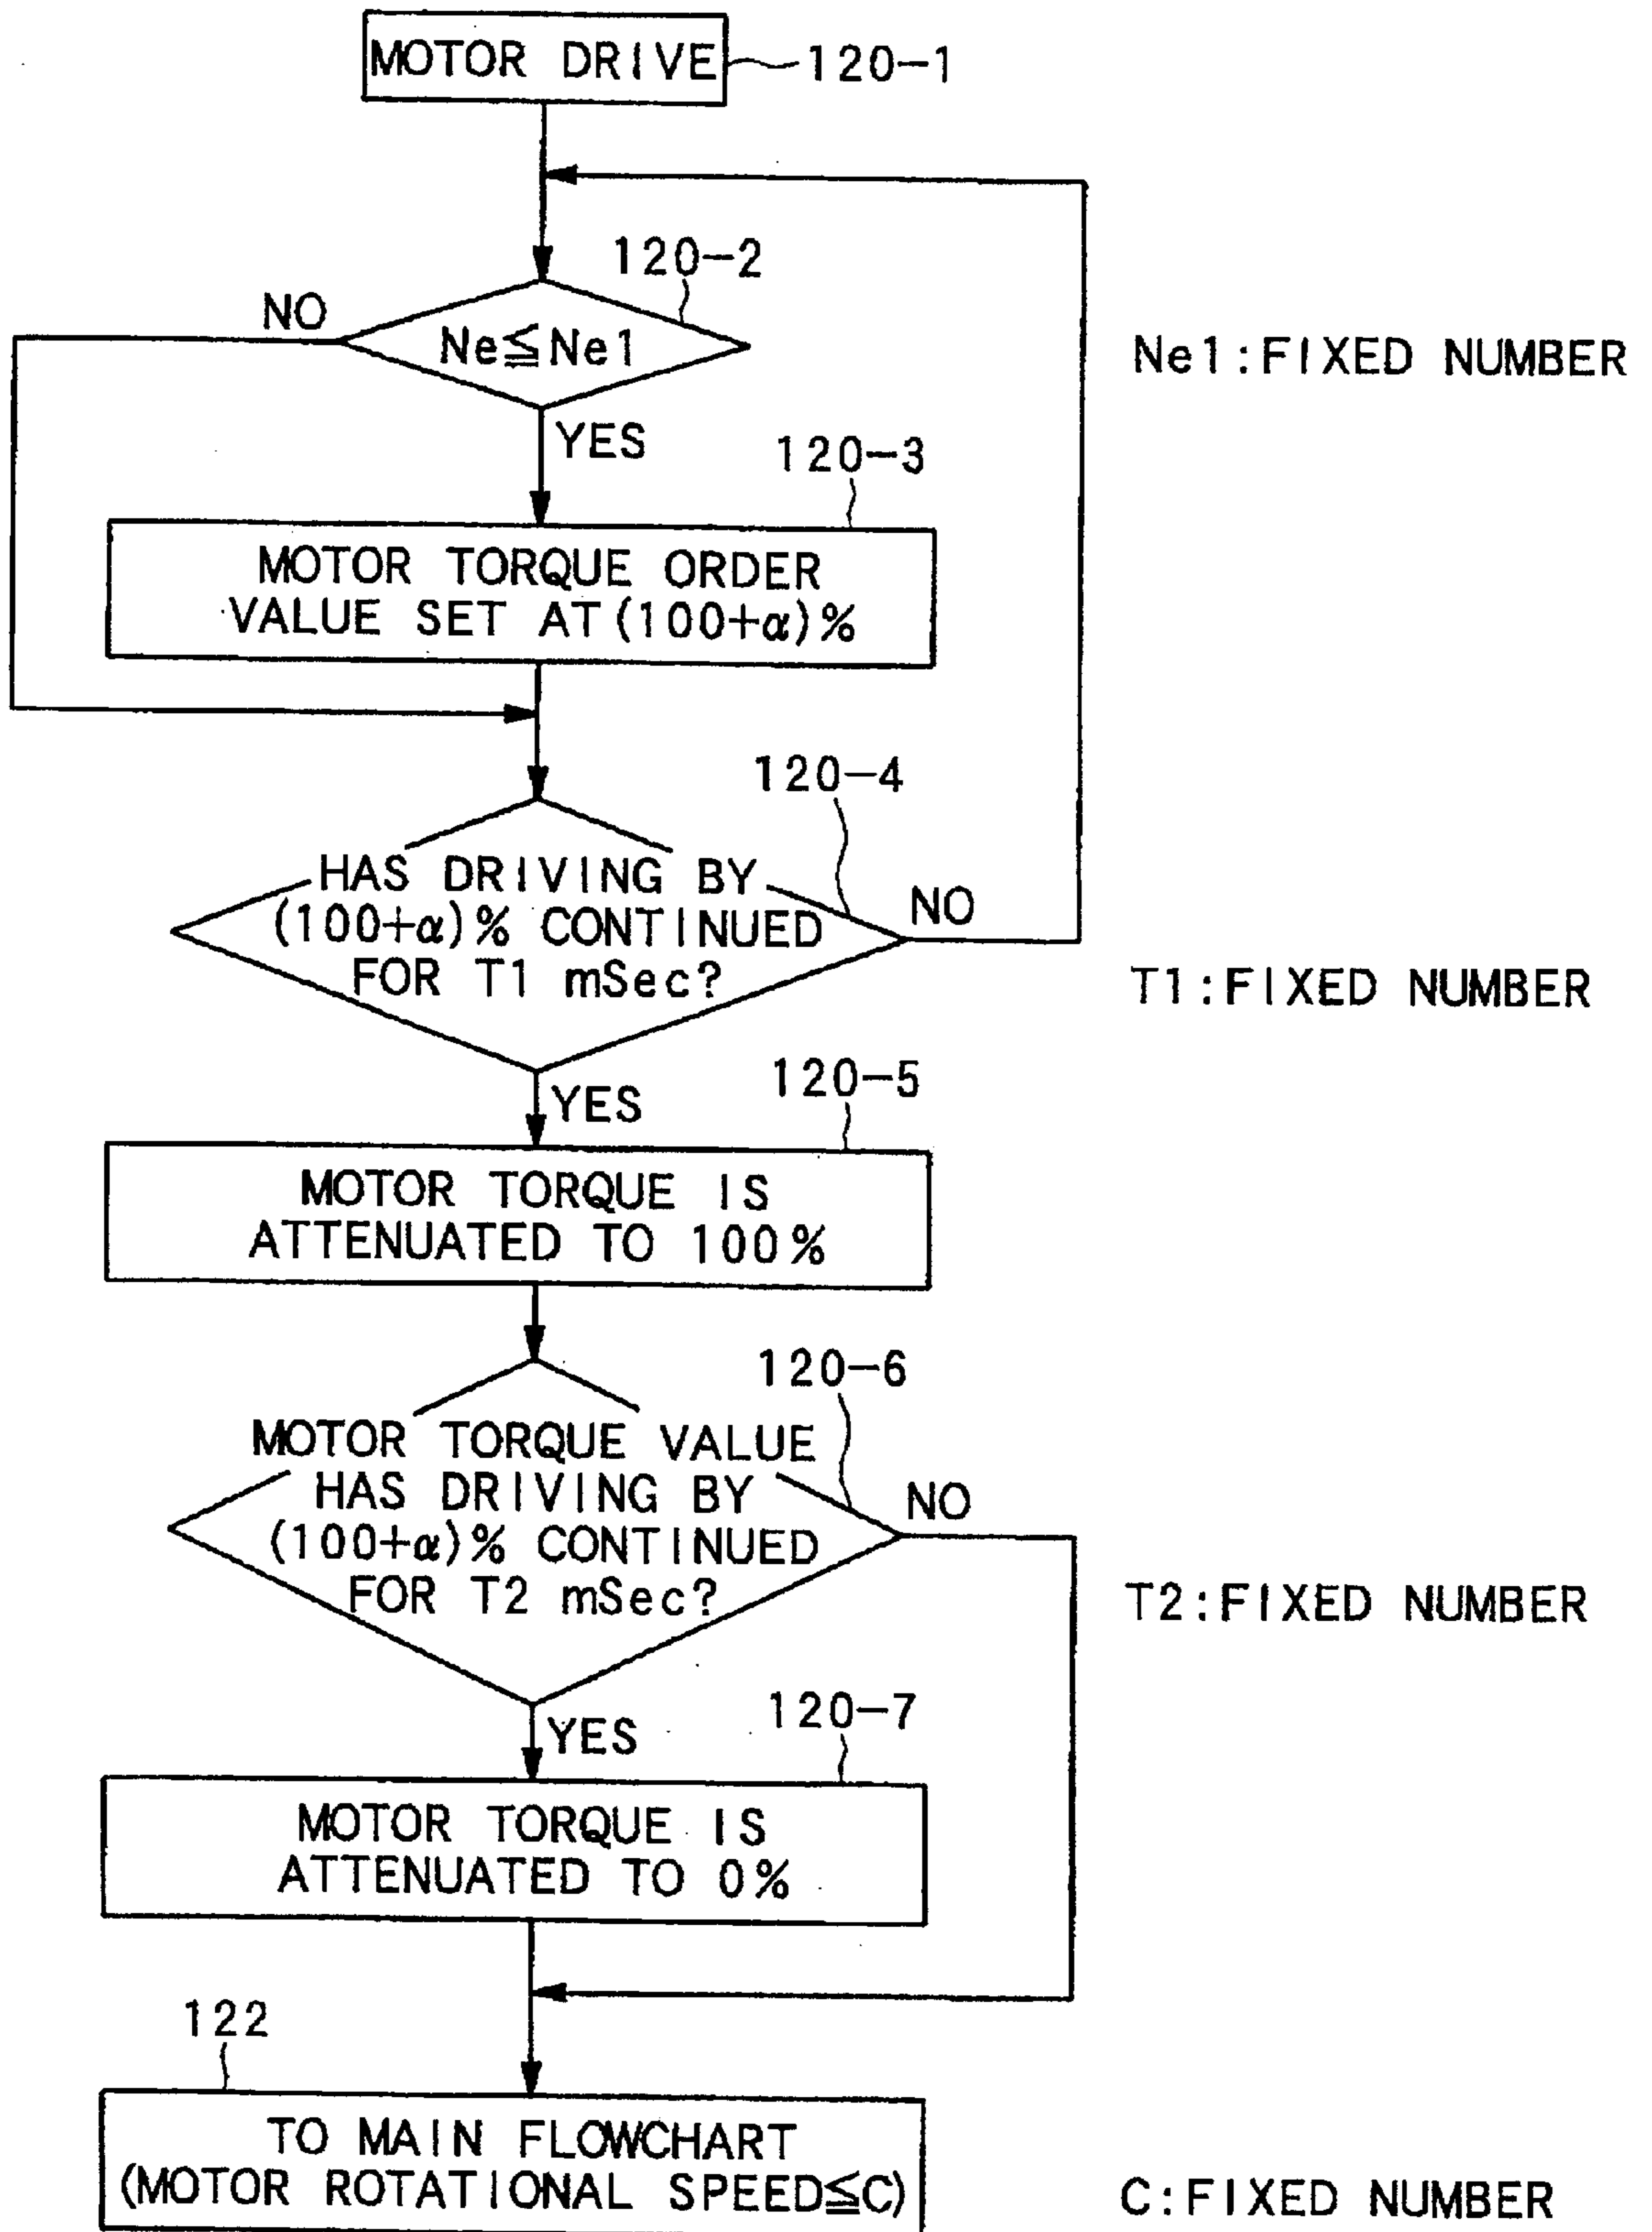 MOTOR DRIVE
120-1
120-2
NO
Ne≦Ne1
Ne1:FIXED NUMBER
YES
120-3
MOTOR TORQUE ORDER
VALUE SET AT (100+α)%
120-4
HAS DRIVING BY
(100+α)% CONTINUED
FOR T1 mSec?
NO
T1:FIXED NUMBER
YES
120-5
MOTOR TORQUE IS
ATTENUATED TO 100%
120-6
MOTOR TORQUE VALUE
HAS DRIVING BY
(100+α)% CONTINUED
FOR T2 mSec?
NO
T2:FIXED NUMBER
YES
120-7
MOTOR TORQUE IS
ATTENUATED TO 0%
122
TO MAIN FLOWCHART
(MOTOR ROTATIONAL SPEED≦C)
C:FIXED NUMBER